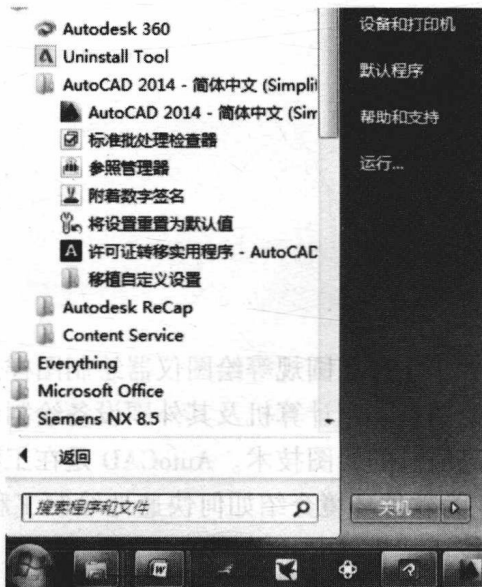 Autodesk 360
Uninstall Tool
AutoCAD 2014 - 简体中文 (Simplif
AutoCAD 2014 - 简体中文 (Sim
标准批处理检查器
参照管理器
附着数字签名
将设置重置为默认值
许可证转移实用程序 - AutoCAD
移植自定义设置
Autodesk ReCap
Content Service
Everything
Microsoft Office
Siemens NX 8.5
返回
搜索程序和文件
设备和打印机
默认程序
帮助和支持
运行...
关机